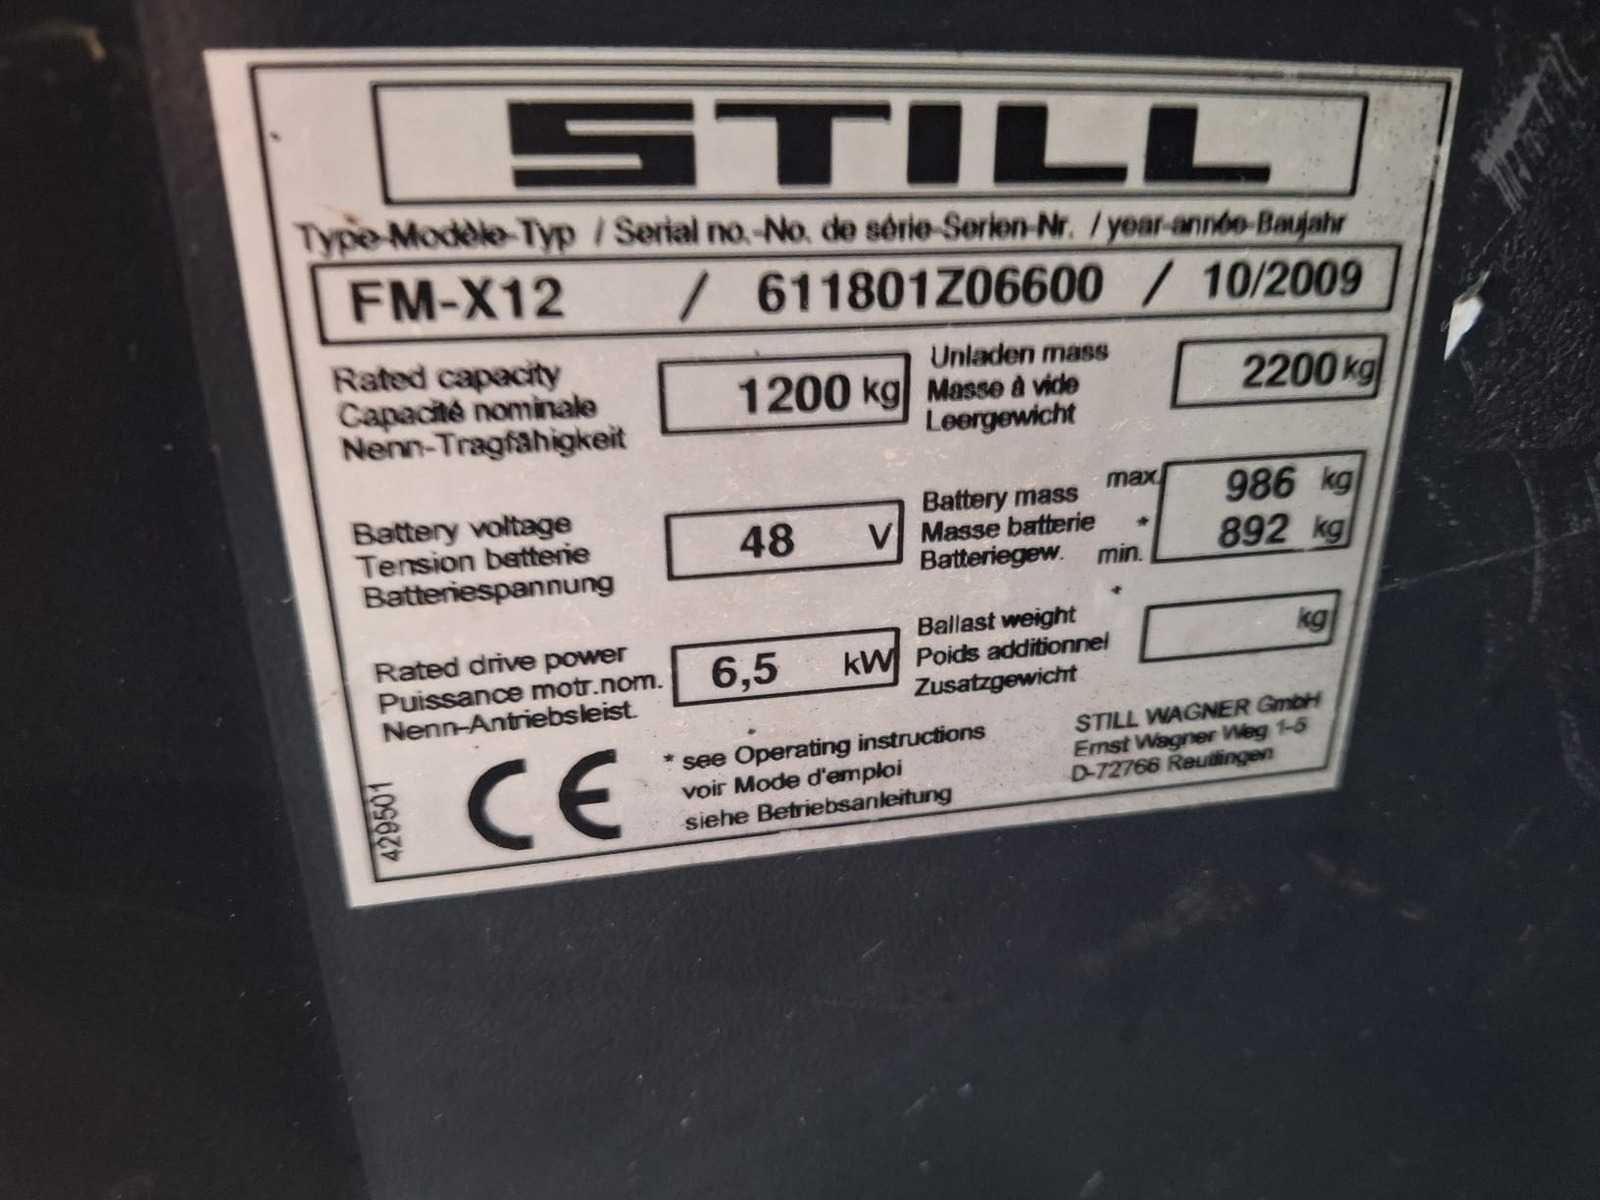 STILL
Type-Modèle-Typ / Serial no.-No. de série-Serien-Nr. / year-année-Baujahr
FM-X12 / 611801Z06600 / 10/2009
Rated capacity
Capacité nominale
Nenn-Tragfähigkeit
1200 kg
Unladen mass
Masse à vide
Leergewicht
2200 kg
Battery voltage
Tension batterie
Batteriespannung
48 V
Battery mass max.
Masse batterie *
Batteriegew. min.
986 kg
892 kg
Rated drive power
Puissance motr.nom.
Nenn-Antriebsleist.
6,5 kW
*
Ballast weight
Poids additionnel
Zusatzgewicht
kg
429501
CE
* see Operating instructions
voir Mode d'emploi
siehe Betriebsanleitung
STILL WAGNER GmbH
Ernst Wagner Weg 1-5
D-72766 Reutlingen